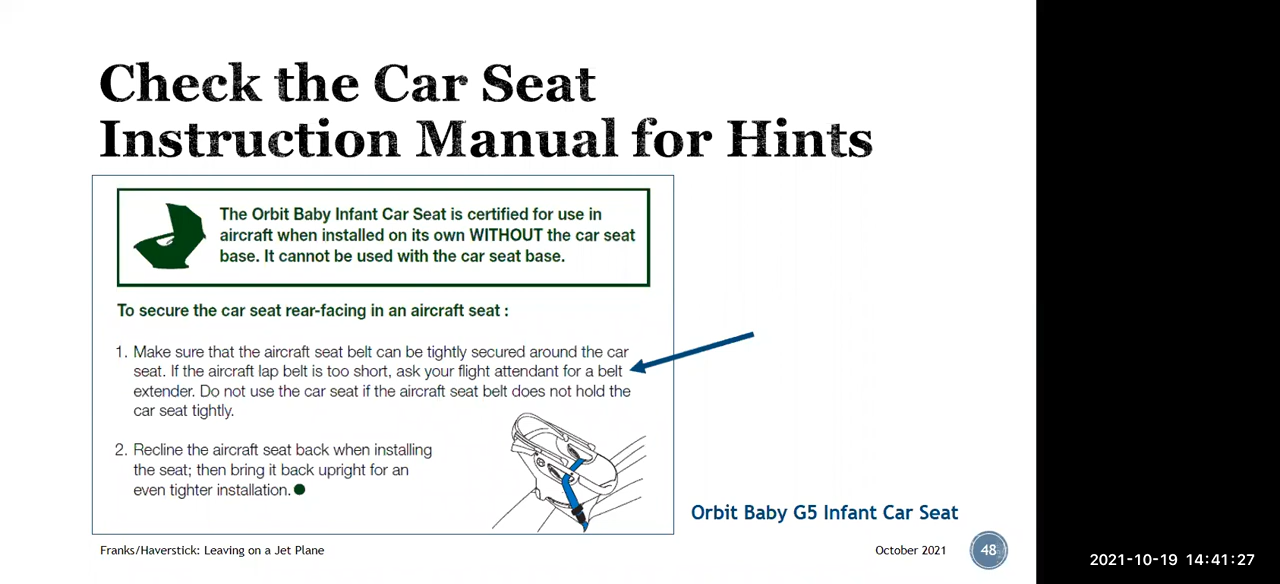 Check the Car Seat
Instruction Manual for Hints
The Orbit Baby Infant Car Seat is certified for use in
aircraft when installed on its own WITHOUT the car seat
base. It cannot be used with the car seat base.
To secure the car seat rear-facing in an aircraft seat :
1. Make sure that the aircraft seat belt can be tightly secured around the car
seat. If the aircraft lap belt is too short, ask your flight attendant for a belt
extender. Do not use the car seat if the aircraft seat belt does not hold the
car seat tightly.
2. Recline the aircraft seat back when installing
the seat; then bring it back upright for an
even tighter installation.
Orbit Baby G5 Infant Car Seat
Franks/Haverstick: Leaving on a Jet Plane
October 2021
48
2021-10-19 14:41:27